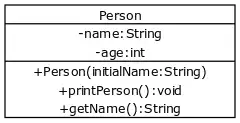 Person
-name:String
-age:int
+Person(initialName:String)
+printPerson():void
+getName():String